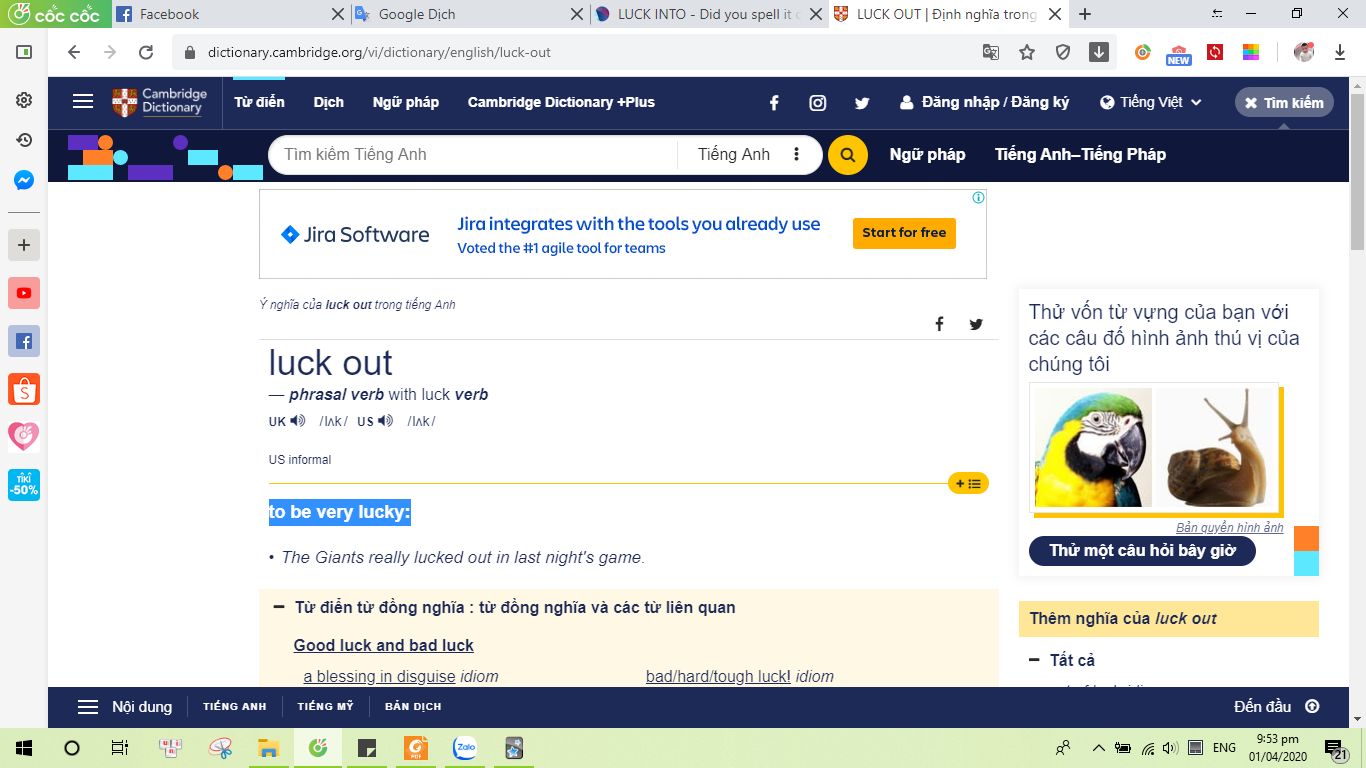 cốc cốc
Facebook
Google Dịch
LUCK INTO - Did you spell it c
LUCK OUT | Định nghĩa trong
dictionary.cambridge.org/vi/dictionary/english/luck-out
NEW
Cambridge
Dictionary
Từ điển
Dịch
Ngữ pháp
Cambridge Dictionary +Plus
Đăng nhập / Đăng ký
Tiếng Việt
Tìm kiếm
Tìm kiếm Tiếng Anh
Tiếng Anh
Ngữ pháp
Tiếng Anh–Tiếng Pháp
Jira Software
Jira integrates with the tools you already use
Voted the #1 agile tool for teams
Start for free
Ý nghĩa của luck out trong tiếng Anh
luck out
— phrasal verb with luck verb
UK /lʌk/ US /lʌk/
US informal
to be very lucky:
• The Giants really lucked out in last night's game.
− Từ điển từ đồng nghĩa : từ đồng nghĩa và các từ liên quan
Good luck and bad luck
a blessing in disguise idiom
bad/hard/tough luck! idiom
Thử vốn từ vựng của bạn với
các câu đố hình ảnh thú vị của
chúng tôi
Bản quyền hình ảnh
Thử một câu hỏi bây giờ
Thêm nghĩa của luck out
− Tất cả
TIKI
-50%
Nội dung
TIẾNG ANH
TIẾNG MỸ
BẢN DỊCH
Đến đầu
PDF
Zalo
ENG
9:53 pm
01/04/2020
21